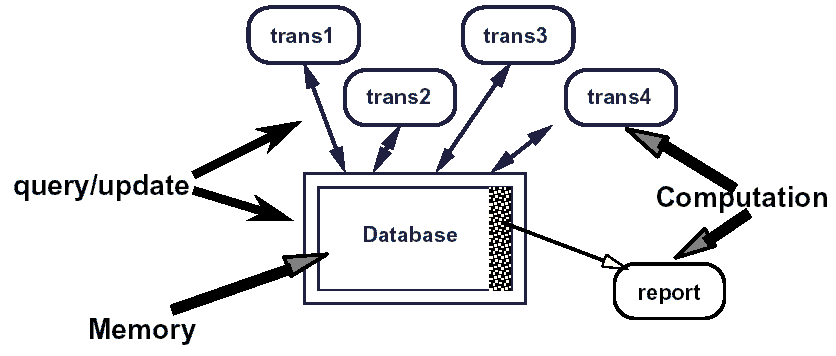 trans1
trans3
trans2
trans4
query/update
Computation
Database
report
Memory